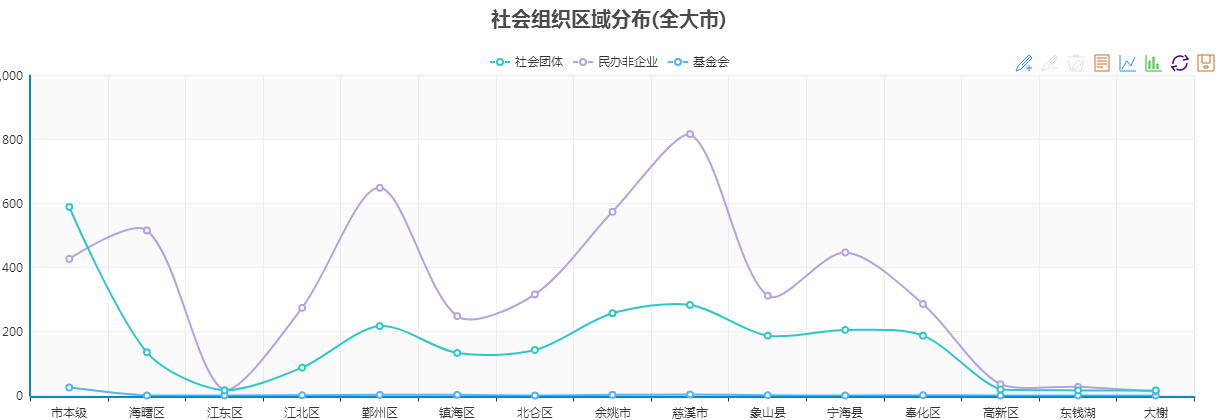 社会组织区域分布(全大市)
社会团体 民办非企业 基金会
,000
800
600
400
200
0
市本级 海曙区 江东区 江北区 鄞州区 镇海区 北仑区 余姚市 慈溪市 象山县 宁海县 奉化区 高新区 东钱湖 大榭